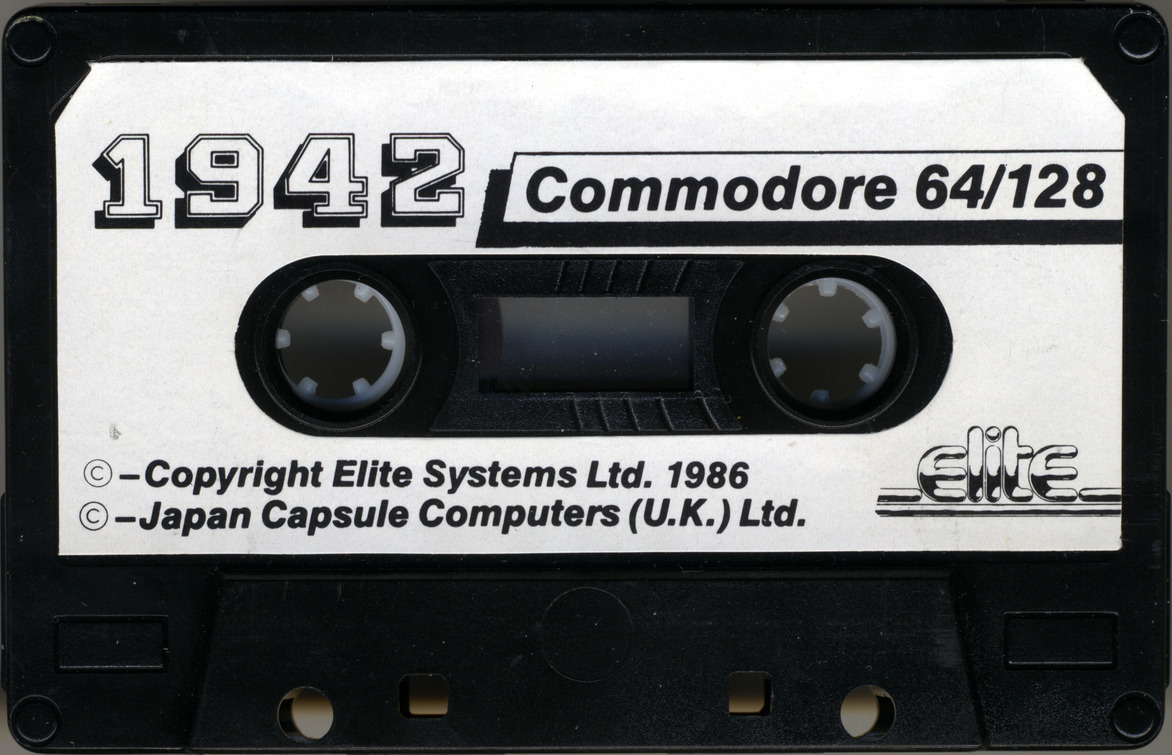 1942
Commodore 64/128
©-Copyright Elite Systems Ltd. 1986
©-Japan Capsule Computers (U.K.) Ltd.
elite